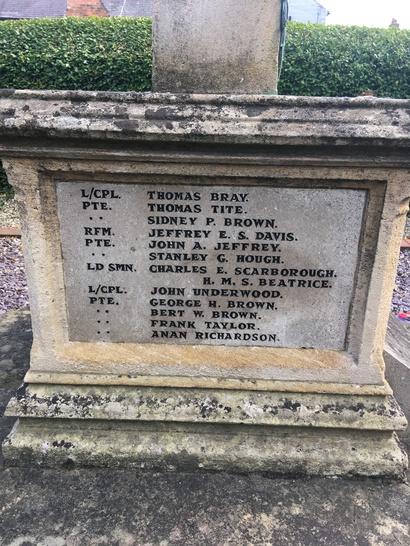 L/CPL. THOMAS BRAY.
PTE. THOMAS TITE.
" SIDNEY P. BROWN.
RFM. JEFFREY E. S. DAVIS.
PTE. JOHN A. JEFFREY.
" STANLEY G. HOUGH.
LD SMN. CHARLES E. SCARBOROUGH.
H. M. S. BEATRICE.
L/CPL. JOHN UNDERWOOD.
PTE. GEORGE H. BROWN.
" BERT W. BROWN.
" FRANK TAYLOR.
" ANAN RICHARDSON.